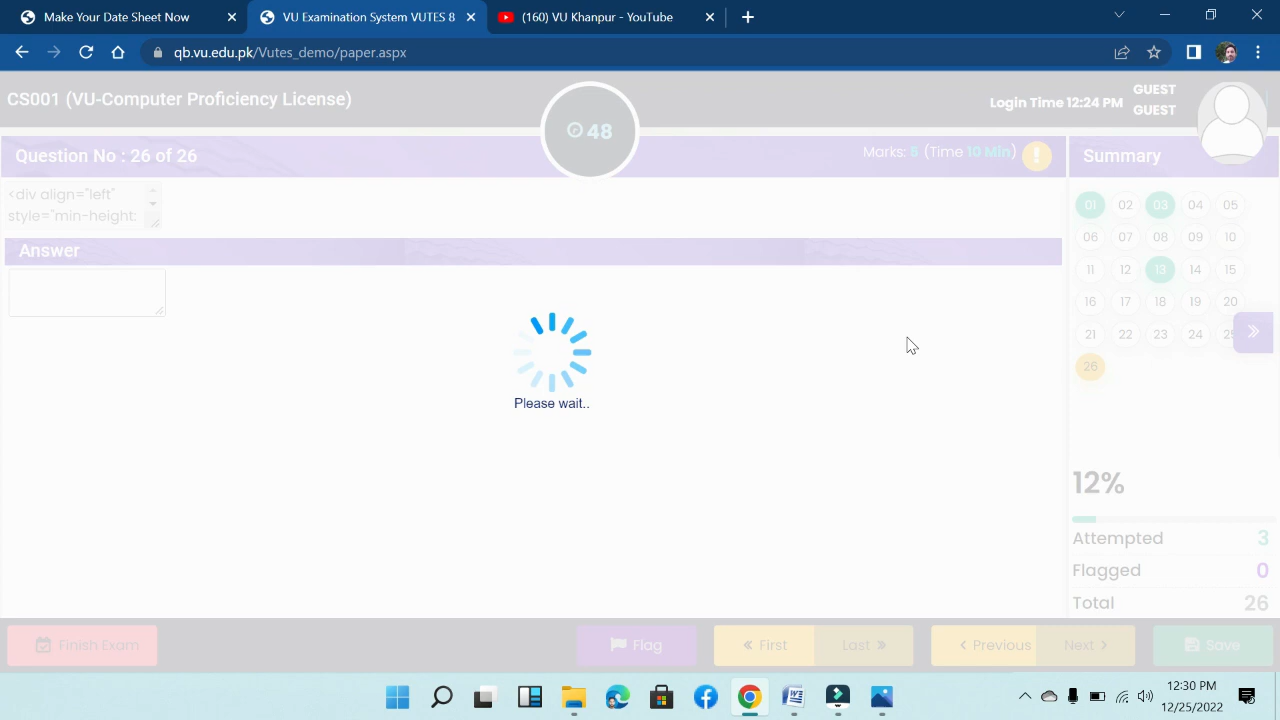 Make Your Date Sheet Now
VU Examination System VUTES 8
(160) VU Khanpur - YouTube
qb.vu.edu.pk/Vutes_demo/paper.aspx
CS001 (VU-Computer Proficiency License)
48
Login Time 12:24 PM
GUEST
GUEST
Question No : 26 of 26
Marks: 5 (Time 10 Min)
!
Summary
<div align="left"
style="min-height:
Answer
Please wait..
01 02 03 04 05
06 07 08 09 10
11 12 13 14 15
16 17 18 19 20
21 22 23 24 25
26
12%
Attempted 3
Flagged 0
Total 26
Finish Exam
Flag
« First
Last »
< Previous
Next >
Save
12:30 PM
12/25/2022